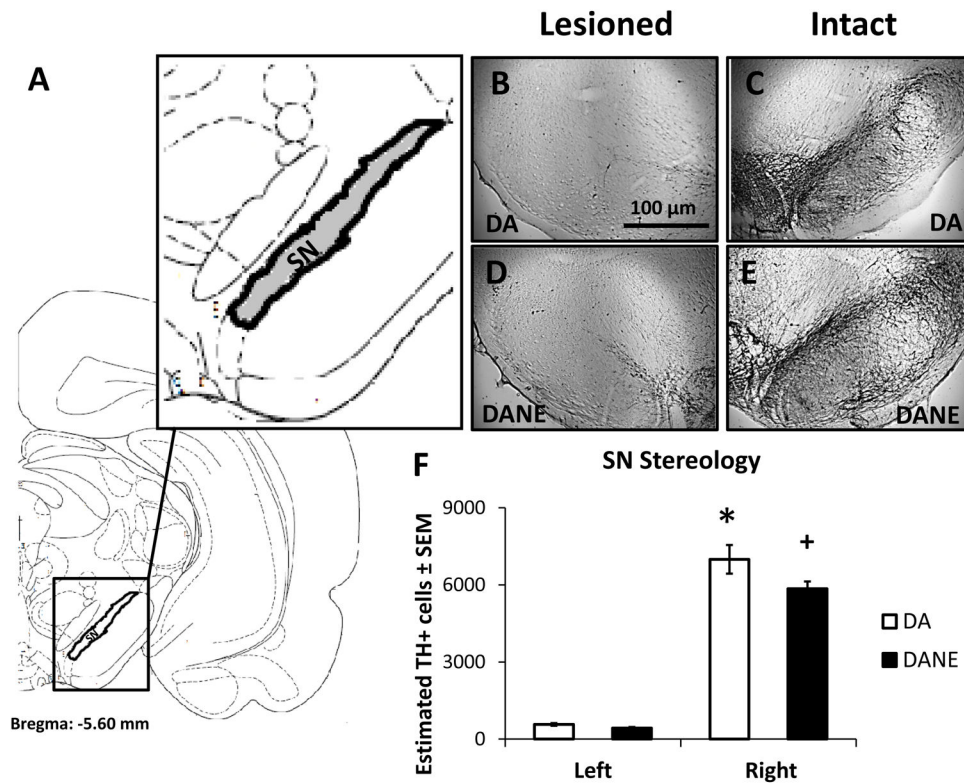 Lesioned
Intact
A
SN
SN
Bregma: -5.60 mm
B
DA
100 µm
C
DA
D
DANE
E
DANE
F
SN Stereology
Estimated TH+ cells ± SEM
9000
6000
3000
0
*
+
Left
Right
DA
DANE